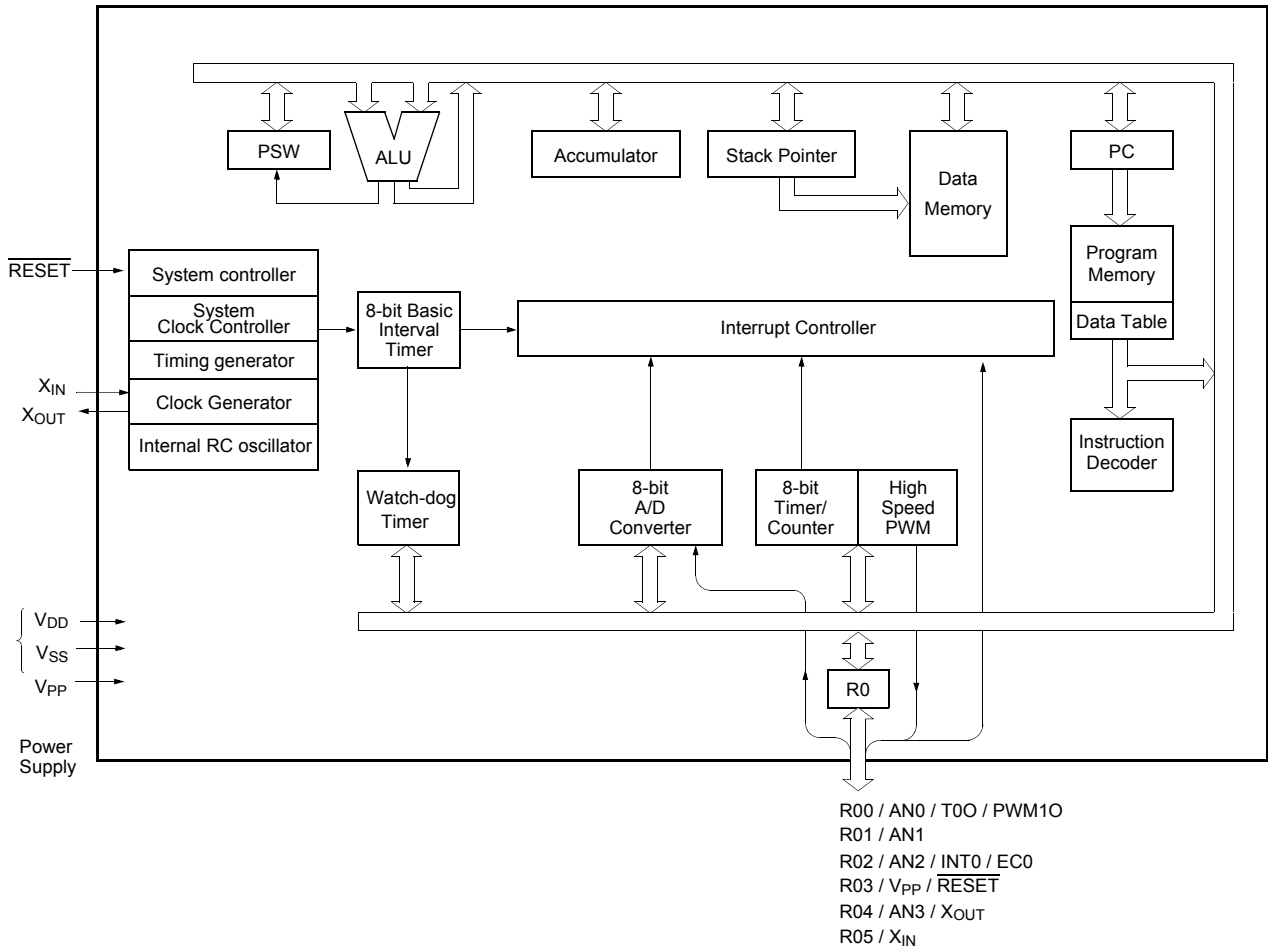 PSW
ALU
Accumulator
Stack Pointer
Data
Memory
PC
Program
Memory
Data Table
Instruction
Decoder
RESET
System controller
System
Clock Controller
Timing generator
Clock Generator
Internal RC oscillator
XIN
XOUT
8-bit Basic
Interval
Timer
Interrupt Controller
Watch-dog
Timer
8-bit
A/D
Converter
8-bit
Timer/
Counter
High
Speed
PWM
VDD
VSS
VPP
Power
Supply
R0
R00 / AN0 / T0O / PWM1O
R01 / AN1
R02 / AN2 / INT0 / EC0
R03 / VPP / RESET
R04 / AN3 / XOUT
R05 / XIN